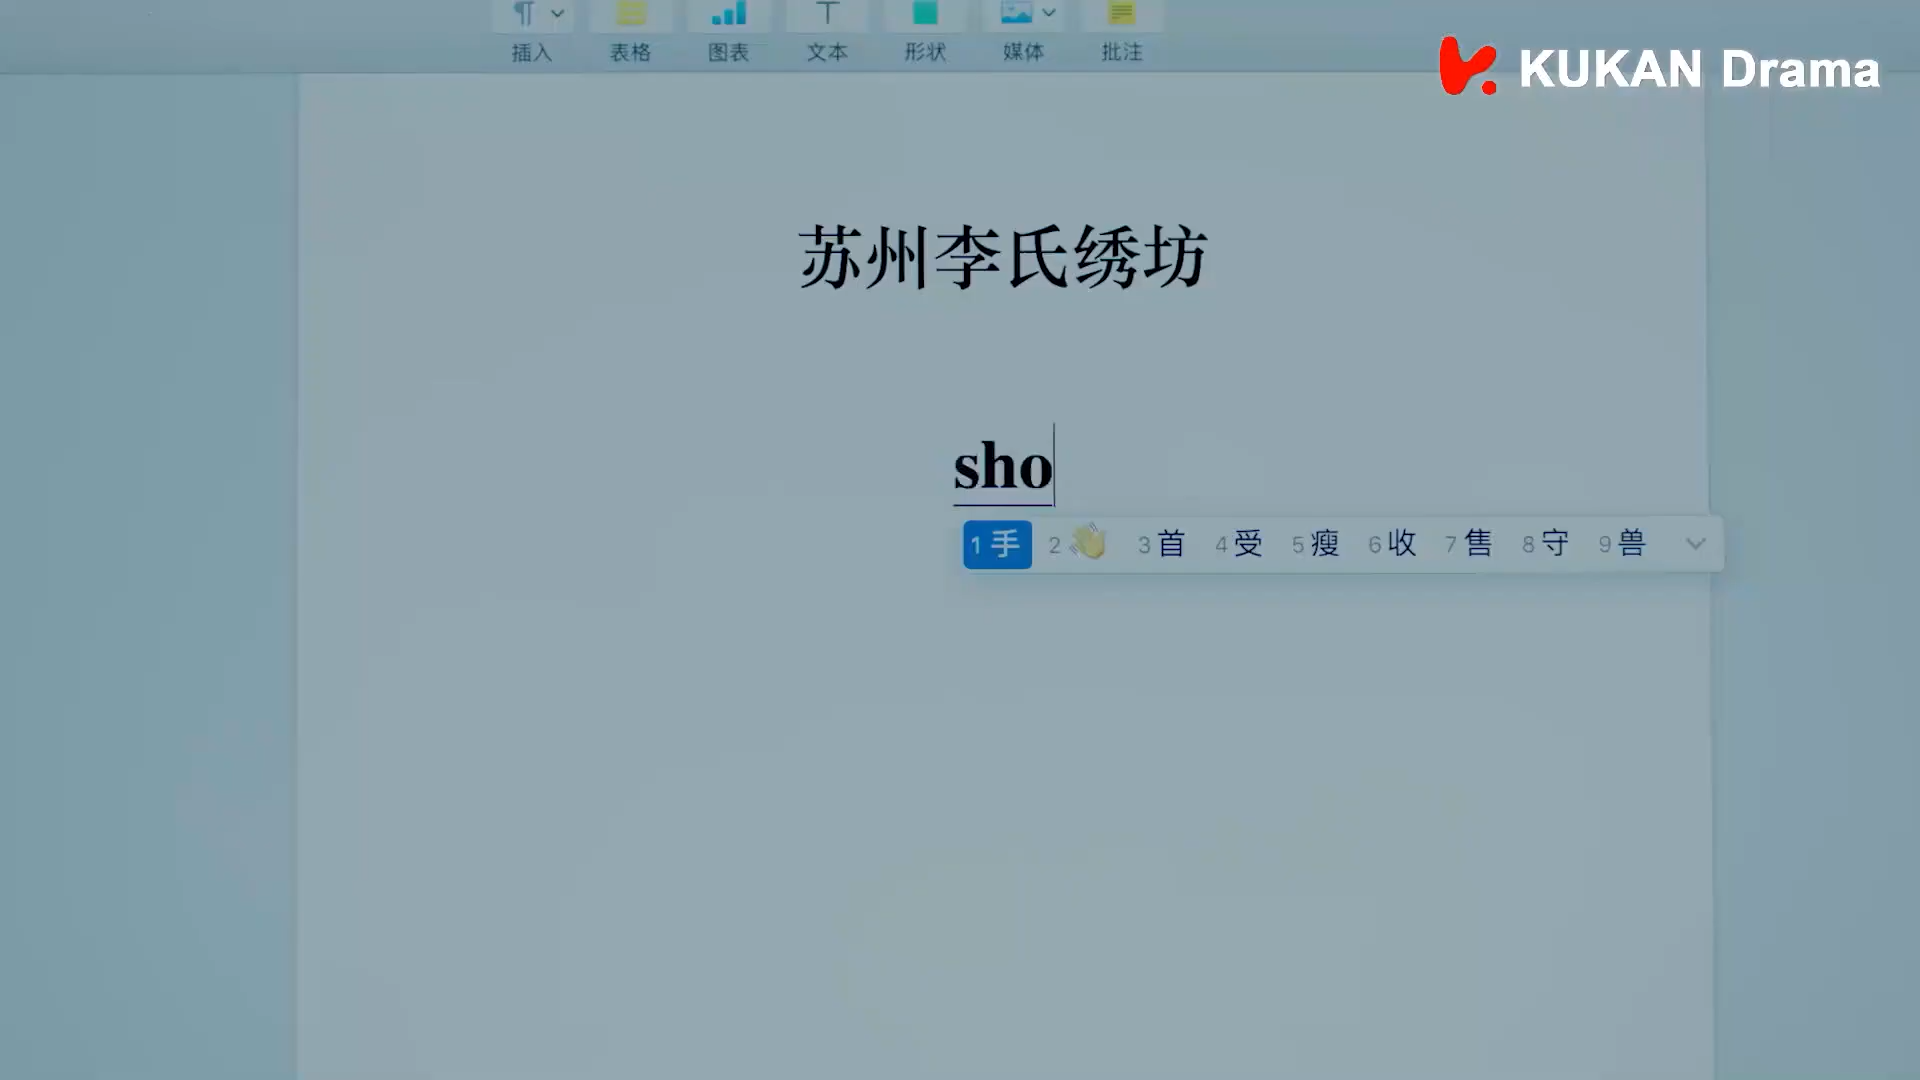 插入 表格 图表 文本 形状 媒体 批注
KUKAN Drama
苏州李氏绣坊
sho
1 手 2 👋 3 首 4 受 5 瘦 6 收 7 售 8 守 9 兽